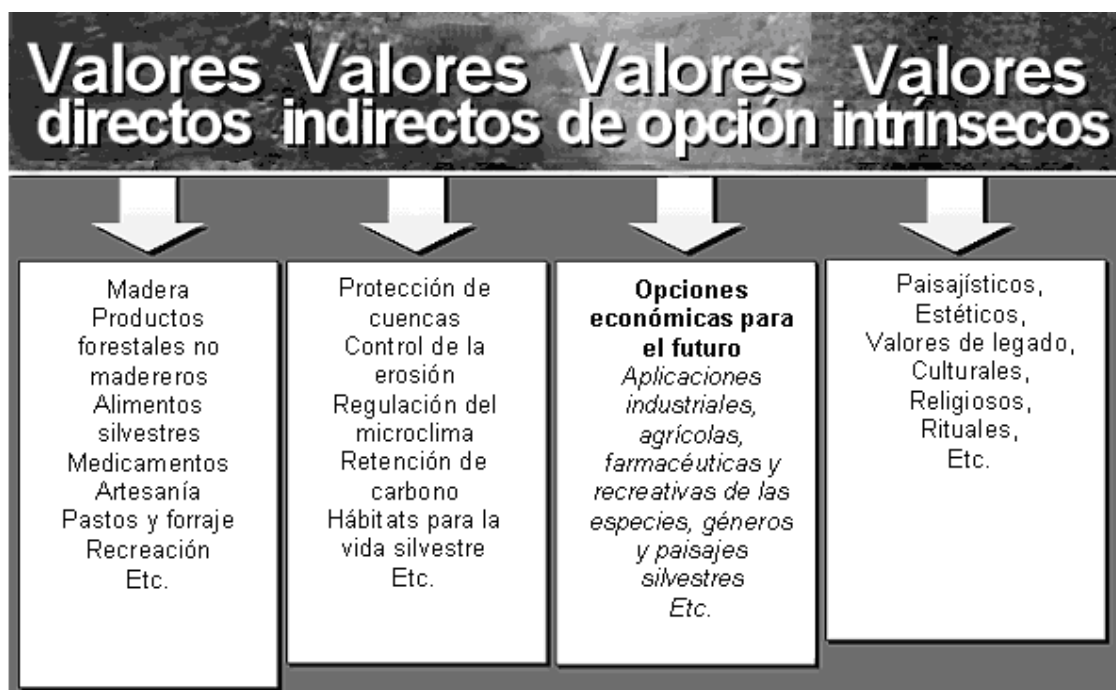 Valores
directos
Valores
indirectos
Valores
de opción
Valores
intrínsecos
Madera
Productos
forestales no
madereros
Alimentos
silvestres
Medicamentos
Artesanía
Pastos y forraje
Recreación
Etc.
Protección de
cuencas
Control de la
erosión
Regulación del
microclima
Retención de
carbono
Hábitats para la
vida silvestre
Etc.
Opciones
económicas para
el futuro
Aplicaciones
industriales,
agrícolas,
farmacéuticas y
recreativas de las
especies, géneros
y paisajes
silvestres
Etc.
Paisajísticos,
Estéticos,
Valores de legado,
Culturales,
Religiosos,
Rituales,
Etc.